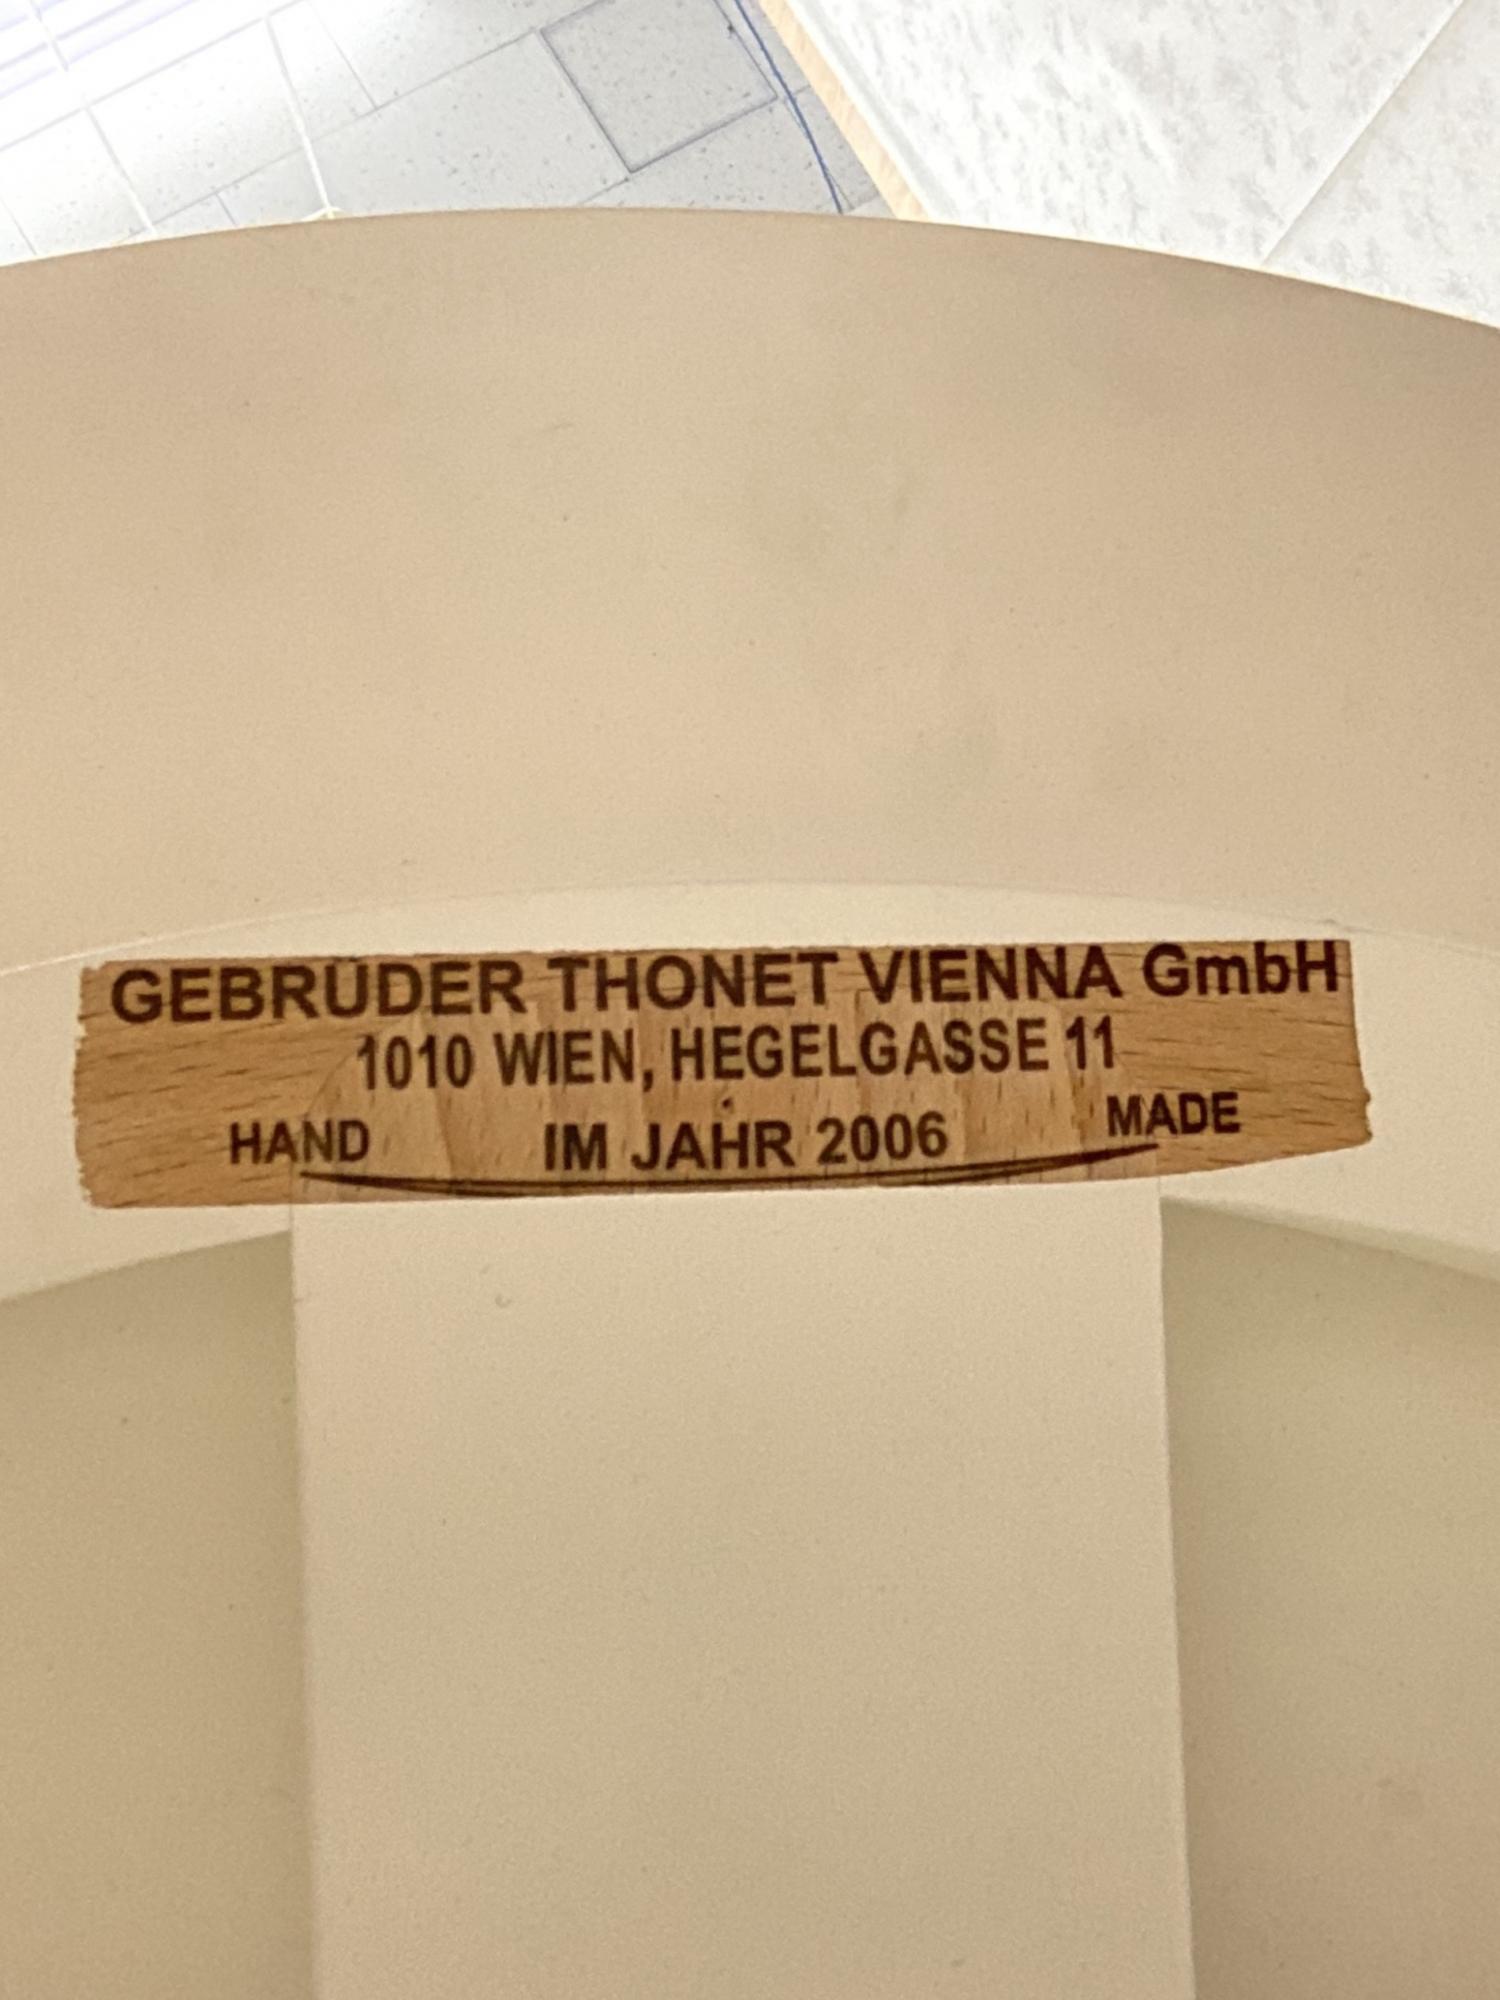 GEBRÜDER THONET VIENNA GmbH
1010 WIEN, HEGELGASSE 11
HAND IM JAHR 2006 MADE